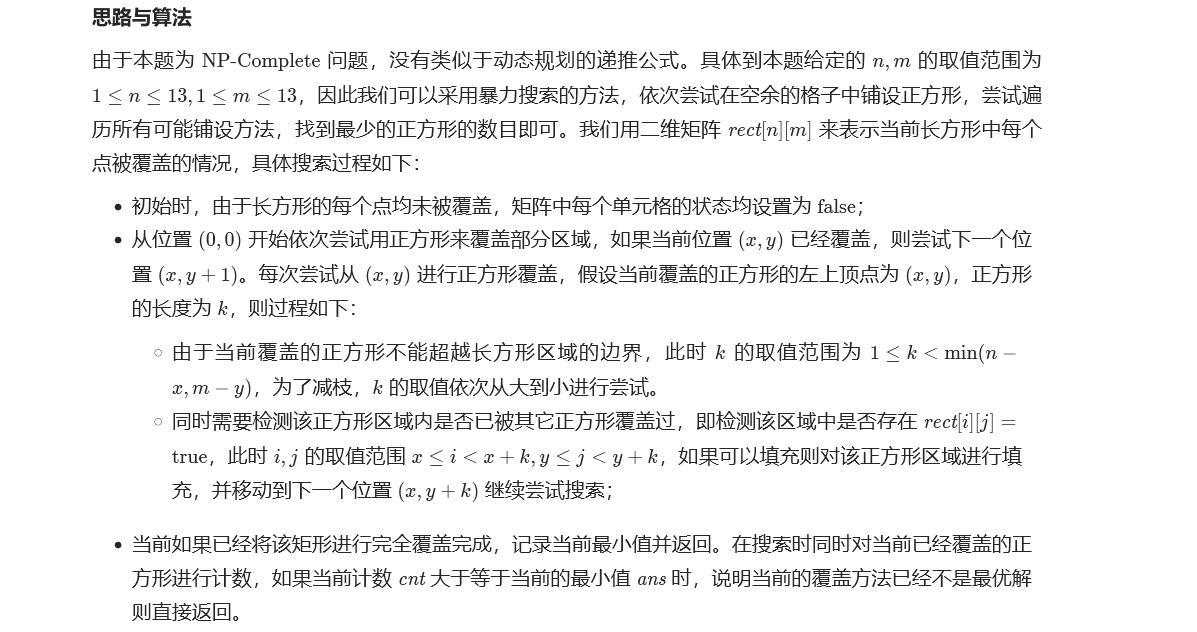 思路与算法
由于本题为 NP-Complete 问题，没有类似于动态规划的递推公式。具体到本题给定的 n, m 的取值范围为
1 ≤ n ≤ 13, 1 ≤ m ≤ 13，因此我们可以采用暴力搜索的方法，依次尝试在空余的格子中铺设正方形，尝试遍
历所有可能铺设方法，找到最少的正方形的数目即可。我们用二维矩阵 rect[n][m] 来表示当前长方形中每个
点被覆盖的情况，具体搜索过程如下：
• 初始时，由于长方形的每个点均未被覆盖，矩阵中每个单元格的状态均设置为 false；
• 从位置 (0, 0) 开始依次尝试用正方形来覆盖部分区域，如果当前位置 (x, y) 已经覆盖，则尝试下一个位
置 (x, y + 1)。每次尝试从 (x, y) 进行正方形覆盖，假设当前覆盖的正方形的左上顶点为 (x, y)，正方形
的长度为 k，则过程如下：
◦ 由于当前覆盖的正方形不能超越长方形区域的边界，此时 k 的取值范围为 1 ≤ k < min(n −
x, m − y)，为了减枝，k 的取值依次从大到小进行尝试。
◦ 同时需要检测该正方形区域内是否已被其它正方形覆盖过，即检测该区域中是否存在 rect[i][j] =
true，此时 i, j 的取值范围 x ≤ i < x + k, y ≤ j < y + k，如果可以填充则对该正方形区域进行填
充，并移动到下一个位置 (x, y + k) 继续尝试搜索；
• 当前如果已经将该矩形进行完全覆盖完成，记录当前最小值并返回。在搜索时同时对当前已经覆盖的正
方形进行计数，如果当前计数 cnt 大于等于当前的最小值 ans 时，说明当前的覆盖方法已经不是最优解
则直接返回。